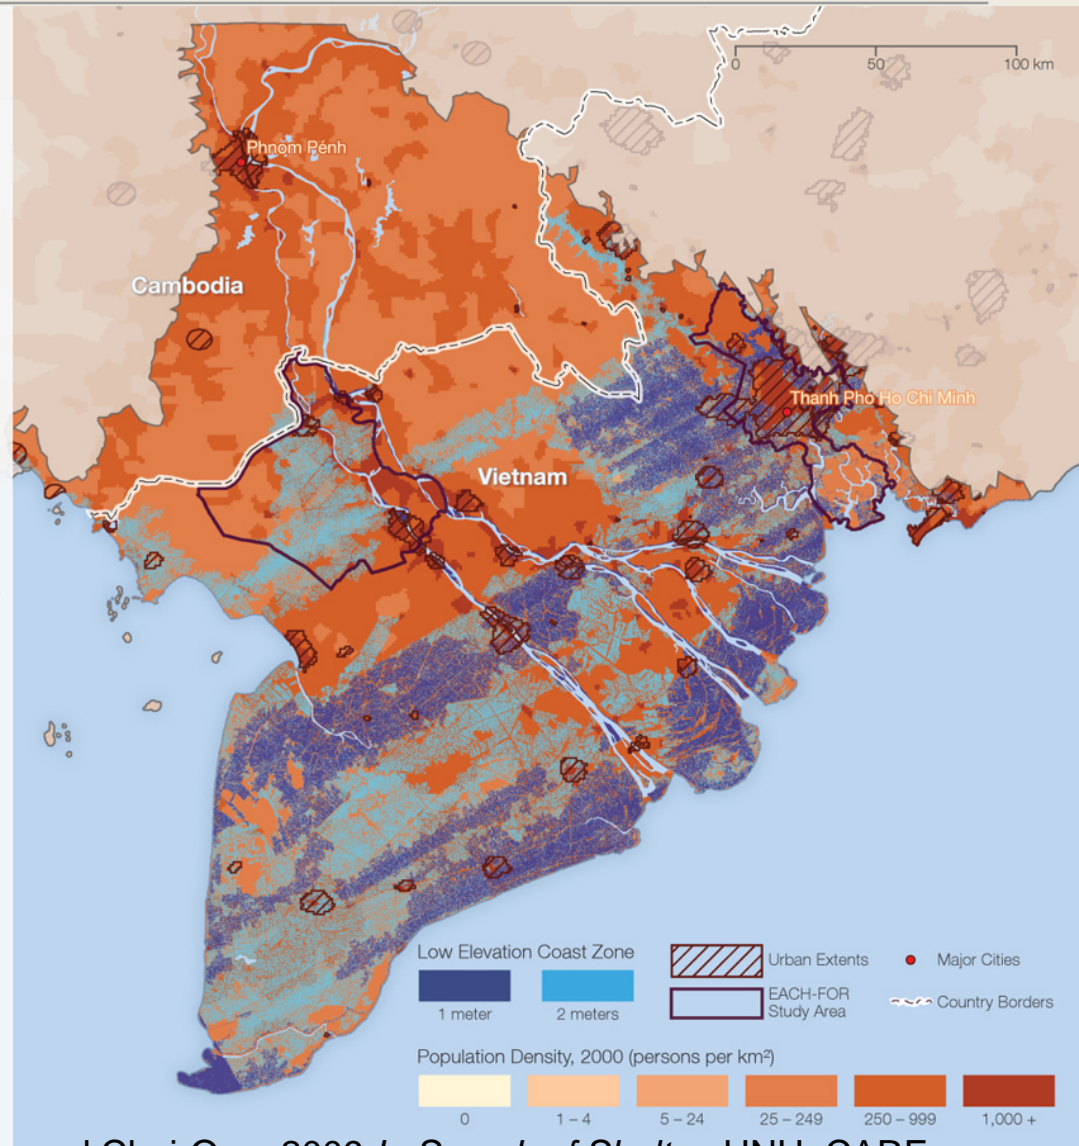 0
50
100 km
Phnom Pénh
Cambodia
Thanh Pho Ho Chi Minh
Vietnam
Low Elevation Coast Zone
1 meter
2 meters
Urban Extents
Major Cities
EACH-FOR
Study Area
Country Borders
Population Density, 2000 (persons per km²)
0
1 – 4
5 – 24
25 – 249
250 – 999
1,000 +